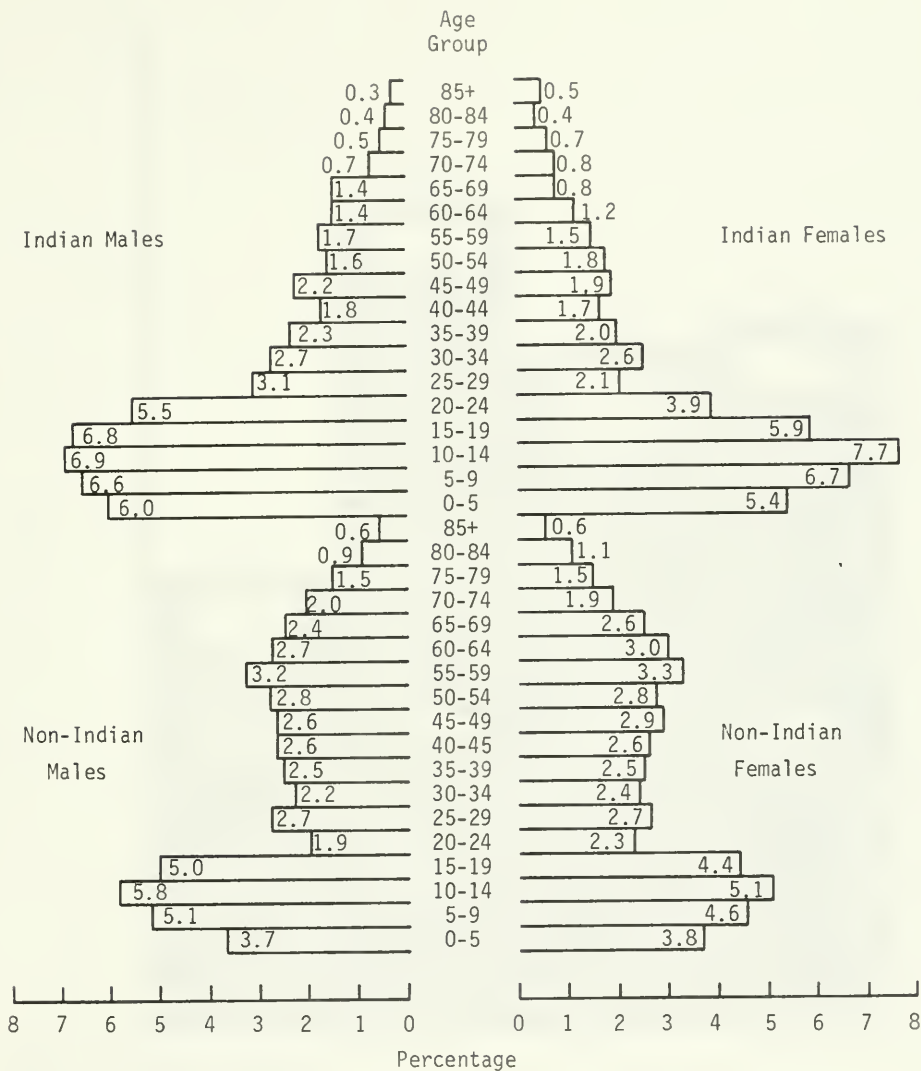 Age
Group
0.3 85+ 0.5
0.4 80-84 0.4
0.5 75-79 0.7
0.7 70-74 0.8
1.4 65-69 0.8
1.4 60-64 1.2
Indian Males 1.7 55-59 1.5 Indian Females
1.6 50-54 1.8
2.2 45-49 1.9
1.8 40-44 1.7
2.3 35-39 2.0
2.7 30-34 2.6
3.1 25-29 2.1
5.5 20-24 3.9
6.8 15-19 5.9
6.9 10-14 7.7
6.6 5-9 6.7
6.0 0-5 5.4
0.6 85+ 0.6
0.9 80-84 1.1
1.5 75-79 1.5
2.0 70-74 1.9
2.4 65-69 2.6
2.7 60-64 3.0
3.2 55-59 3.3
2.8 50-54 2.8
Non-Indian 2.6 45-49 2.9 Non-Indian
Males 2.6 40-45 2.6 Females
2.5 35-39 2.5
2.2 30-34 2.4
2.7 25-29 2.7
1.9 20-24 2.3
5.0 15-19 4.4
5.8 10-14 5.1
5.1 5-9 4.6
3.7 0-5 3.8
8 7 6 5 4 3 2 1 0 0 1 2 3 4 5 6 7 8
Percentage